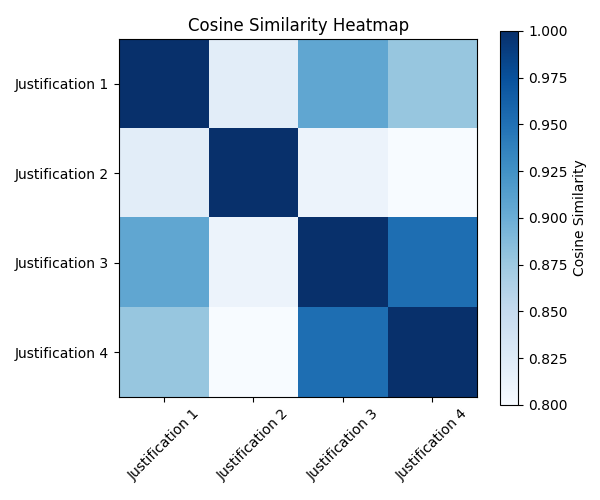 Cosine Similarity Heatmap
Justification 1
Justification 2
Justification 3
Justification 4
Justification 1
Justification 2
Justification 3
Justification 4
1.000
0.975
0.950
0.925
0.900
0.875
0.850
0.825
0.800
Cosine Similarity